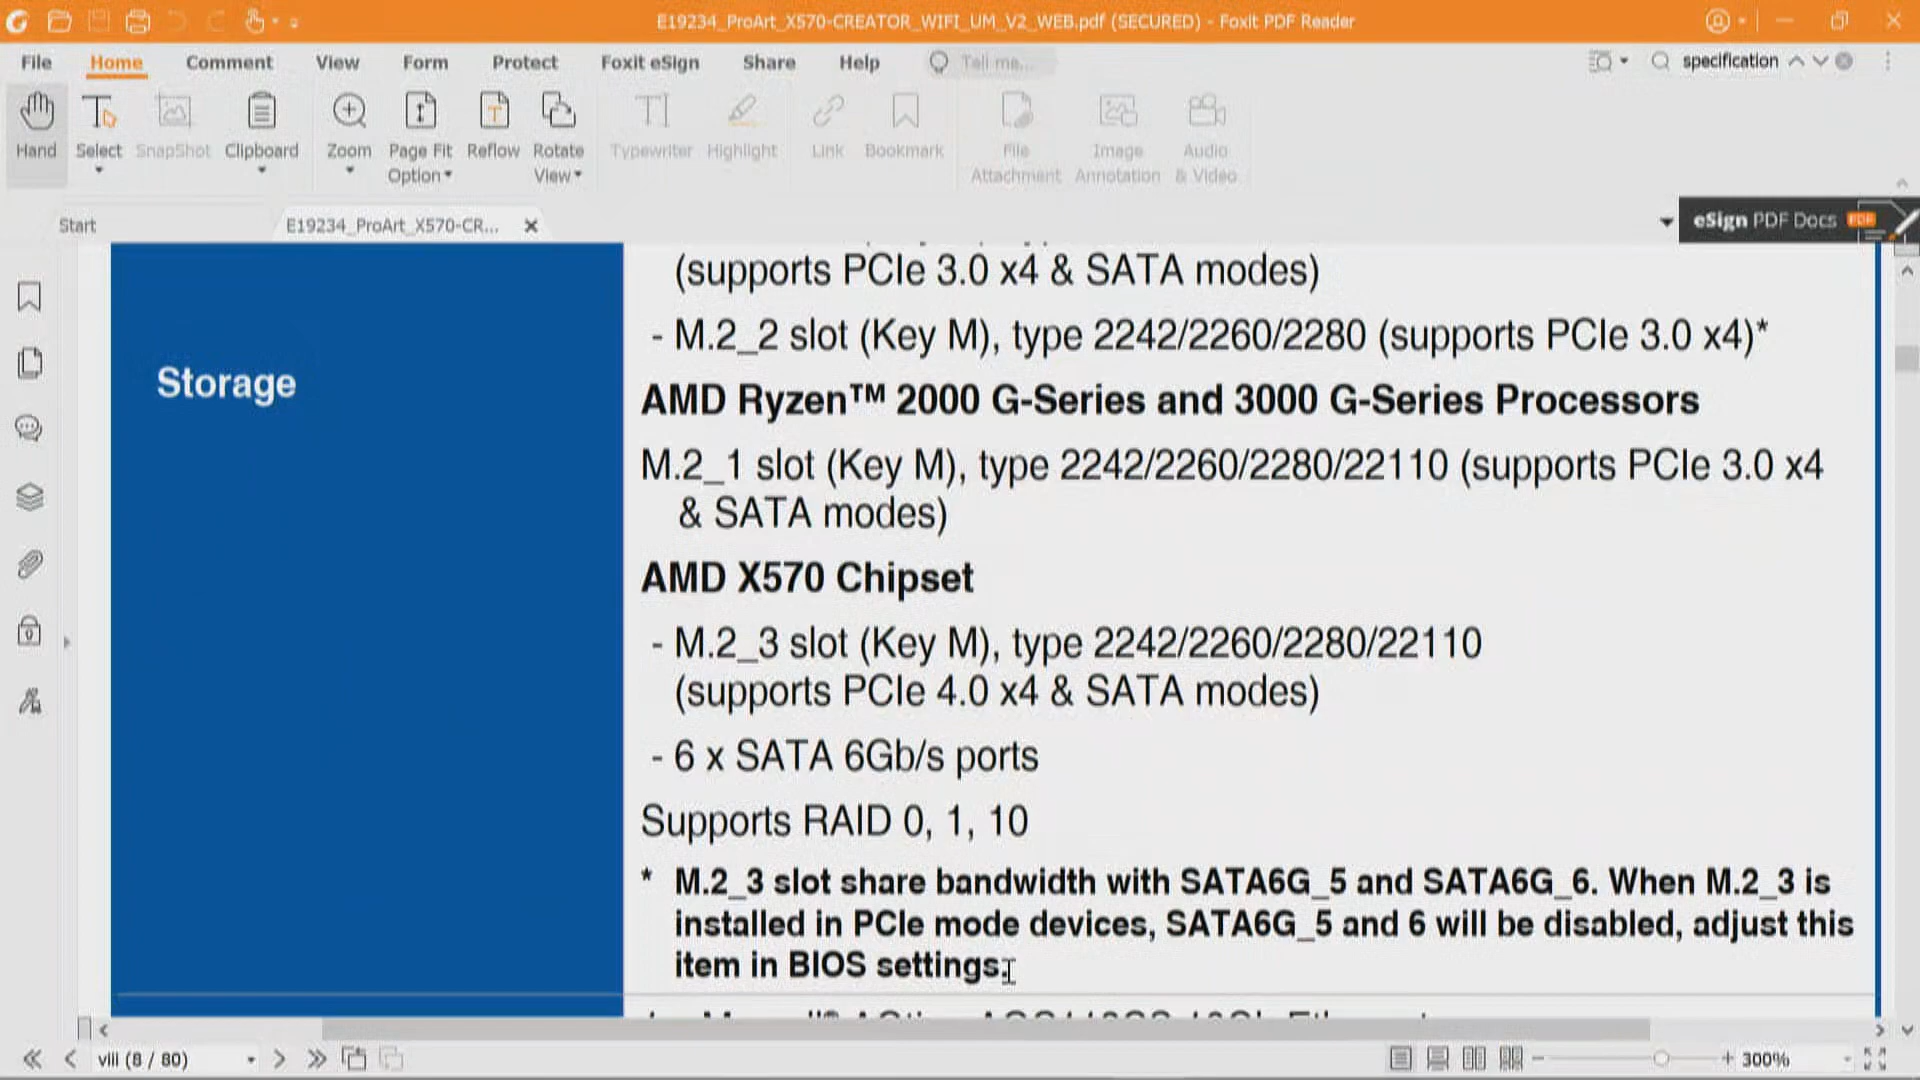 E19234_ProArt_X570-CREATOR_WIFI_UM_V2_WEB.pdf (SECURED) - Foxit PDF Reader
File Home Comment View Form Protect Foxit eSign Share Help Tell me... specification
Hand Select SnapShot Clipboard Zoom Page Fit Option Reflow Rotate View Typewriter Highlight Link Bookmark File Attachment Image Annotation Audio & Video
Start E19234_ProArt_X570-CR... eSign PDF Docs PDF
Storage
(supports PCIe 3.0 x4 & SATA modes)
- M.2_2 slot (Key M), type 2242/2260/2280 (supports PCIe 3.0 x4)*
AMD Ryzen™ 2000 G-Series and 3000 G-Series Processors
M.2_1 slot (Key M), type 2242/2260/2280/22110 (supports PCIe 3.0 x4
& SATA modes)
AMD X570 Chipset
- M.2_3 slot (Key M), type 2242/2260/2280/22110
(supports PCIe 4.0 x4 & SATA modes)
- 6 x SATA 6Gb/s ports
Supports RAID 0, 1, 10
* M.2_3 slot share bandwidth with SATA6G_5 and SATA6G_6. When M.2_3 is
installed in PCIe mode devices, SATA6G_5 and 6 will be disabled, adjust this
item in BIOS settings.
viii (8 / 80) 300%